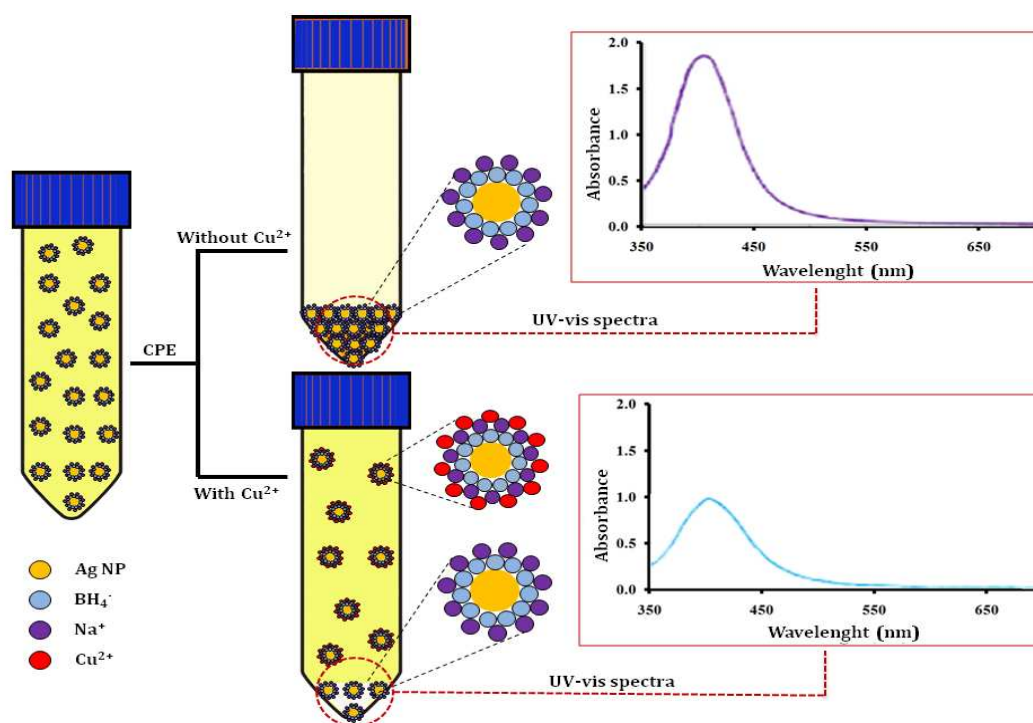 CPE
Without Cu²⁺
With Cu²⁺
Ag NP
BH₄⁻
Na⁺
Cu²⁺
UV-vis spectra
Absorbance
2.0
1.5
1.0
0.5
0.0
350 450 550 650
Wavelenght (nm)
UV-vis spectra
Absorbance
2.0
1.5
1.0
0.5
0.0
350 450 550 650
Wavelenght (nm)